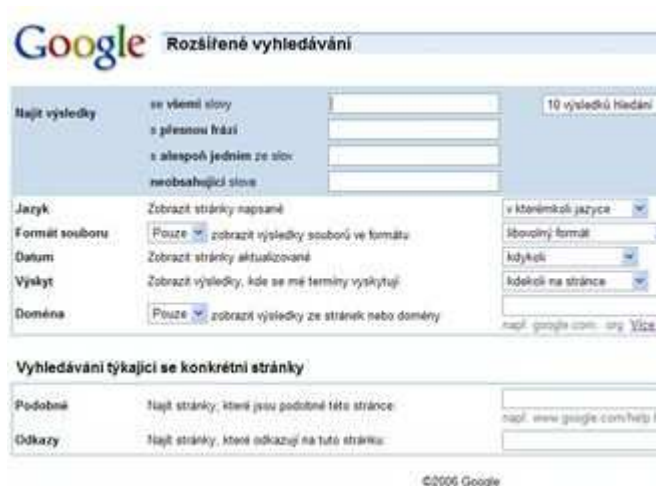 Google Rozšířené vyhledávání
Najít výsledky
se všemi slovy
10 výsledků hledání
s přesnou frází
s alespoň jedním ze slov
neobsahující slova
Jazyk Zobrazit stránky napsané v kterémkoli jazyce
Formát souboru Pouze zobrazit výsledky souborů ve formátu libovolný formát
Datum Zobrazit stránky aktualizované kdykoli
Výskyt Zobrazit výsledky, kde se mé termíny vyskytují kdekoli na stránce
Doména Pouze zobrazit výsledky ze stránek nebo domény
např. google.com, .org Více
Vyhledávání týkající se konkrétní stránky
Podobné Najít stránky, které jsou podobné této stránce:
např. www.google.com/help
Odkazy Najít stránky, které odkazují na tuto stránku:
©2006 Google